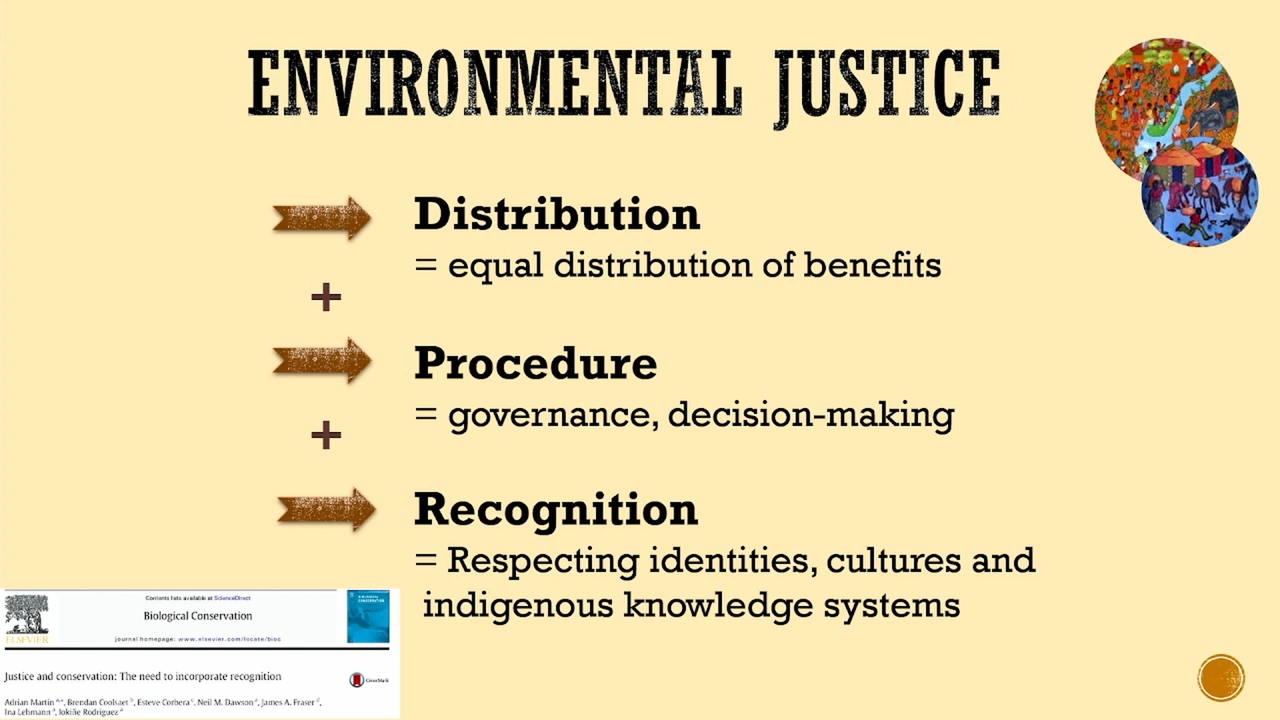 ENVIRONMENTAL JUSTICE
Distribution
= equal distribution of benefits
+
Procedure
= governance, decision-making
+
Recognition
= Respecting identities, cultures and
indigenous knowledge systems
Contents lists available at ScienceDirect
Biological Conservation
journal homepage: www.elsevier.com/locate/bioc
ELSEVIER
Justice and conservation: The need to incorporate recognition
CrossMark
Adrian Martin a,*, Brendan Coolsaet b, Esteve Corbera c, Neil M. Dawson a, James A. Fraser d,
Ina Lehmann, Iokiñe Rodriguez